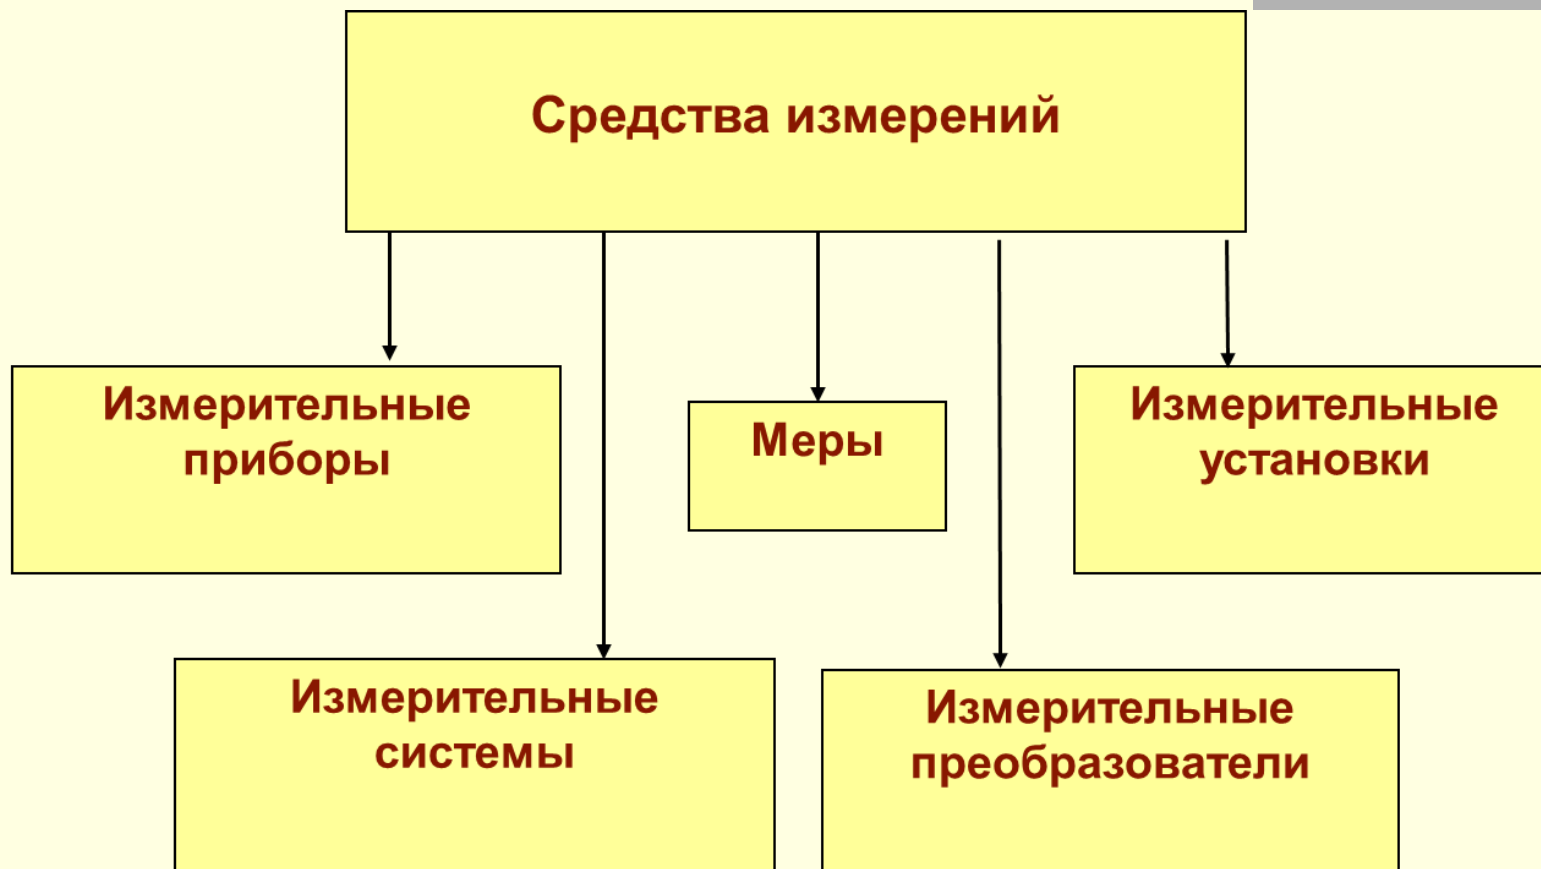 Средства измерений
Измерительные
приборы
Меры
Измерительные
установки
Измерительные
системы
Измерительные
преобразователи